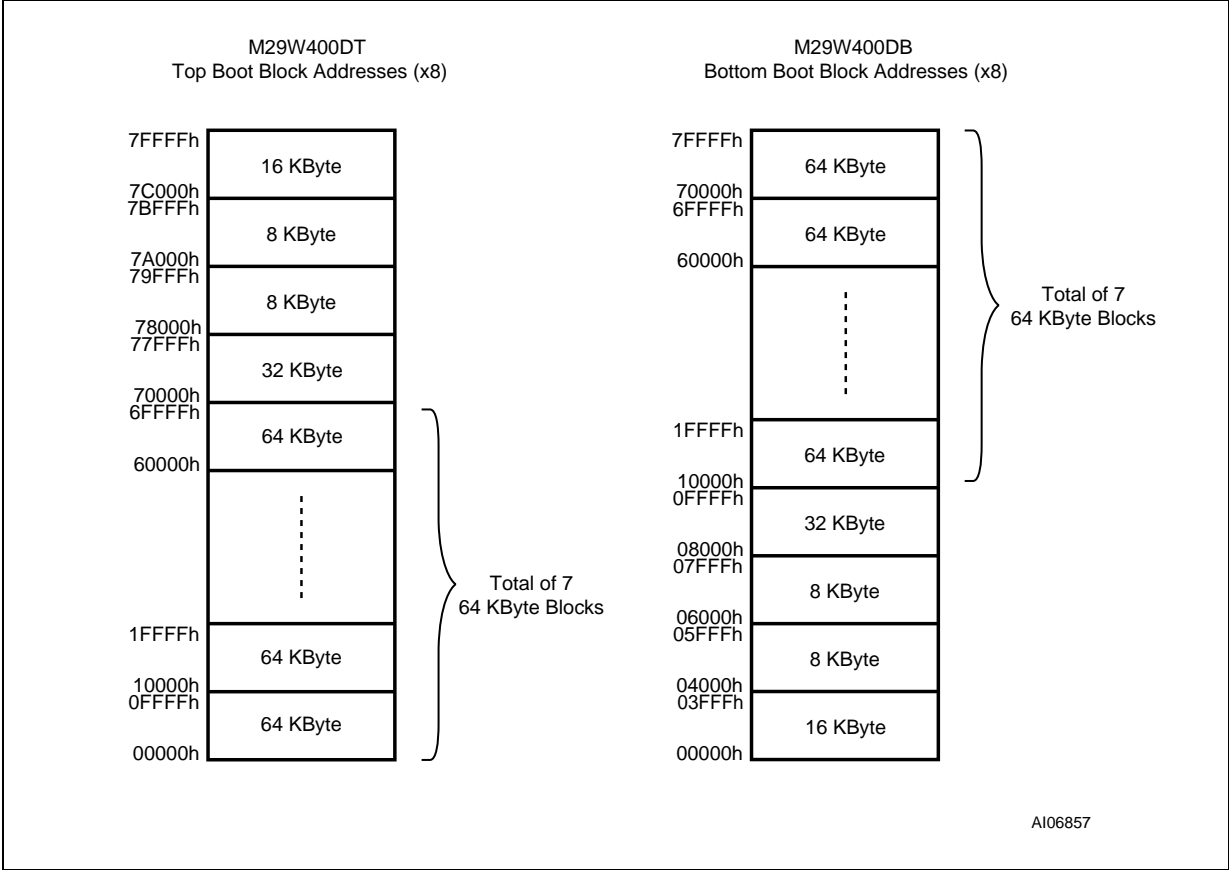 M29W400DT
Top Boot Block Addresses (x8)
7FFFFh
16 KByte
7C000h
7BFFFh
8 KByte
7A000h
79FFFh
8 KByte
78000h
77FFFh
32 KByte
70000h
6FFFFh
64 KByte
60000h
Total of 7
64 KByte Blocks
1FFFFh
64 KByte
10000h
0FFFFh
64 KByte
00000h
M29W400DB
Bottom Boot Block Addresses (x8)
7FFFFh
64 KByte
70000h
6FFFFh
64 KByte
60000h
Total of 7
64 KByte Blocks
1FFFFh
64 KByte
10000h
0FFFFh
32 KByte
08000h
07FFFh
8 KByte
06000h
05FFFh
8 KByte
04000h
03FFFh
16 KByte
00000h
AI06857